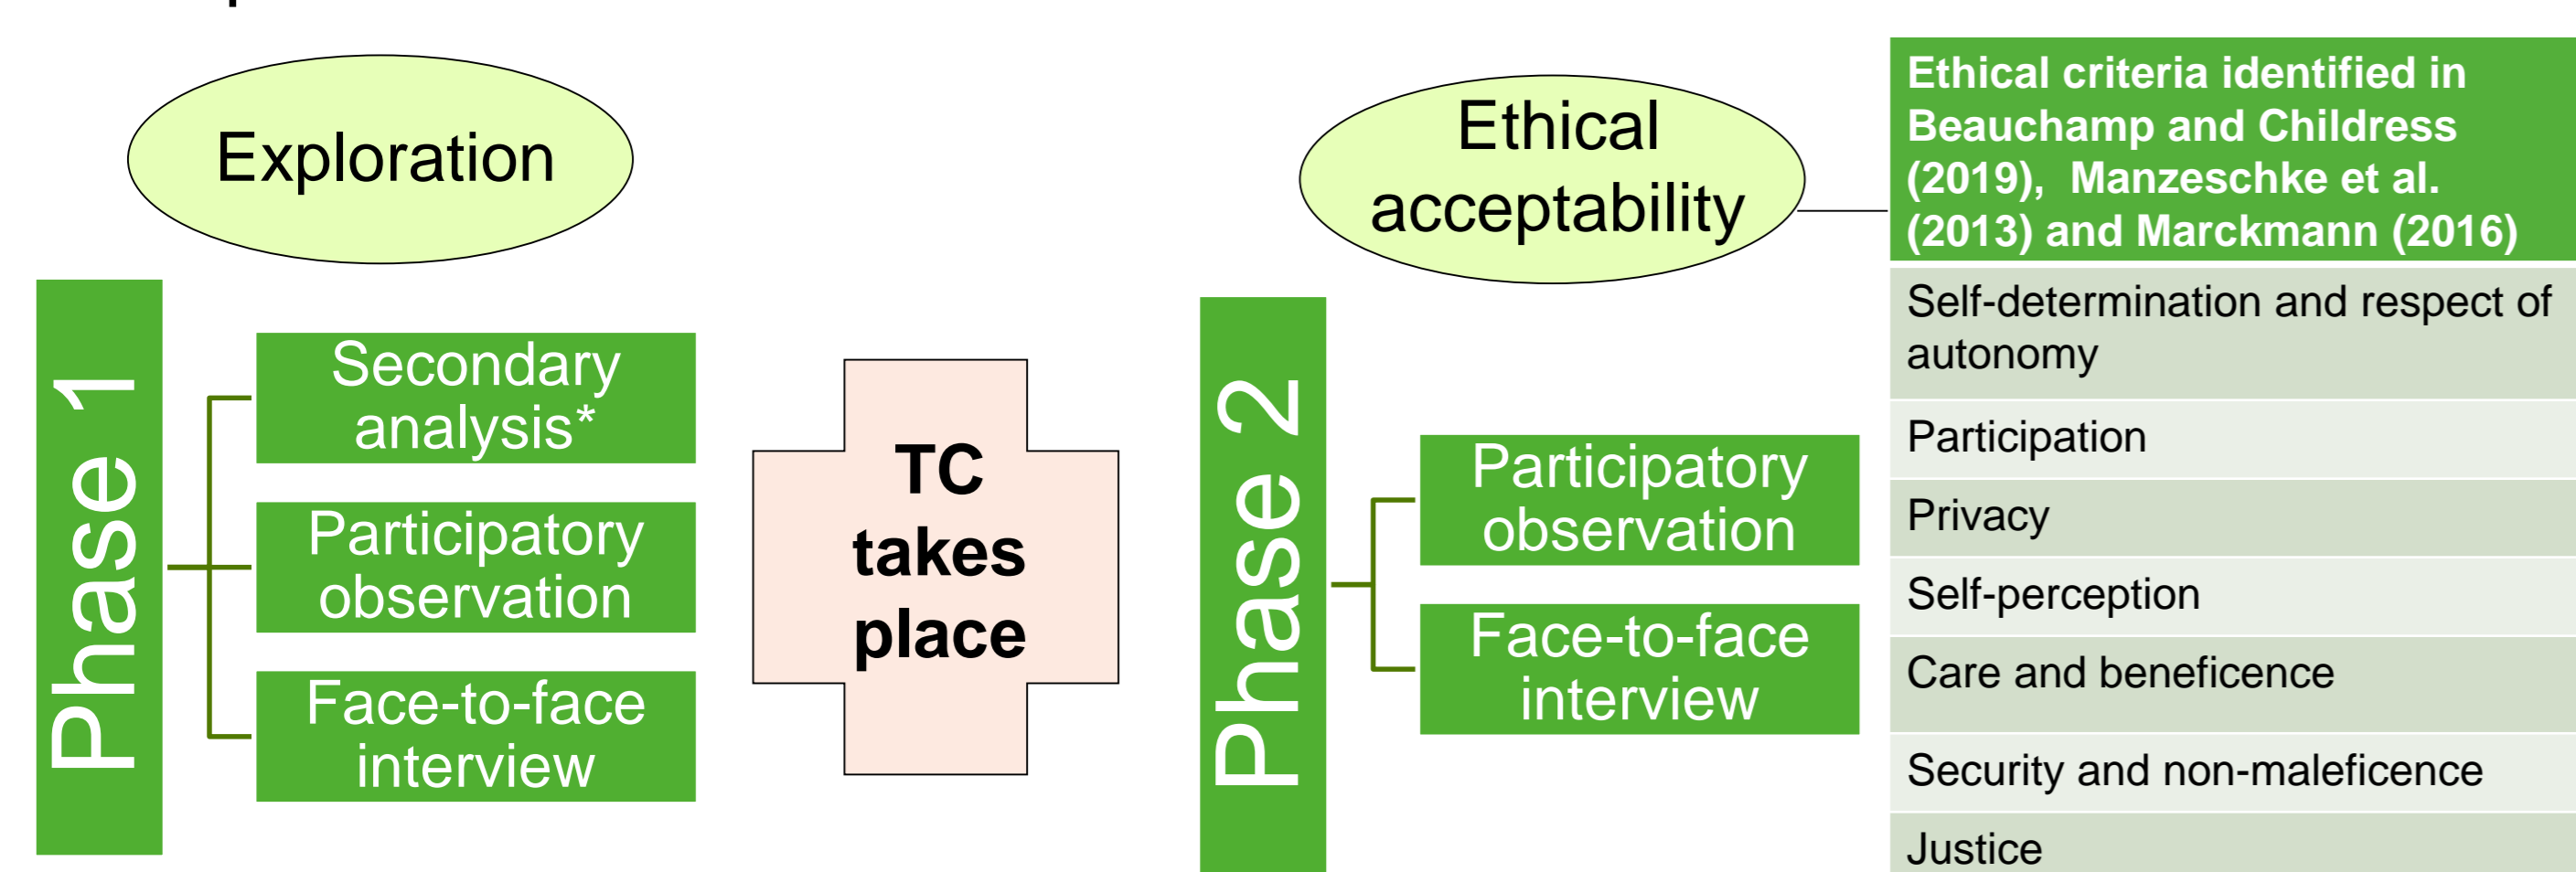 Exploration
Phase 1
Secondary
analysis*
Participatory
observation
Face-to-face
interview
TC
takes
place
Ethical
acceptability
Phase 2
Participatory
observation
Face-to-face
interview
Ethical criteria identified in
Beauchamp and Childress
(2019),  Manzeschke et al.
(2013) and Marckmann (2016)
Self-determination and respect of
autonomy
Participation
Privacy
Self-perception
Care and beneficence
Security and non-maleficence
Justice